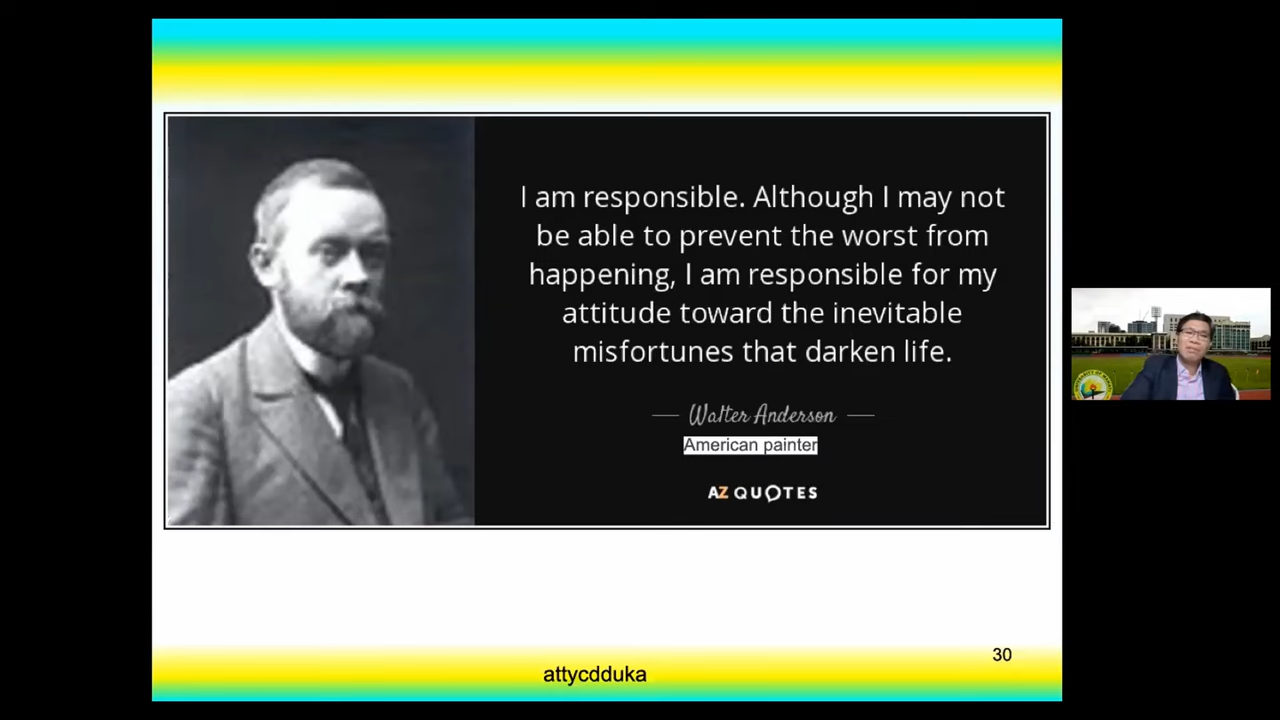 I am responsible. Although I may not
be able to prevent the worst from
happening, I am responsible for my
attitude toward the inevitable
misfortunes that darken life.
Walter Anderson
American painter
AZ QUOTES
30
attycdduka